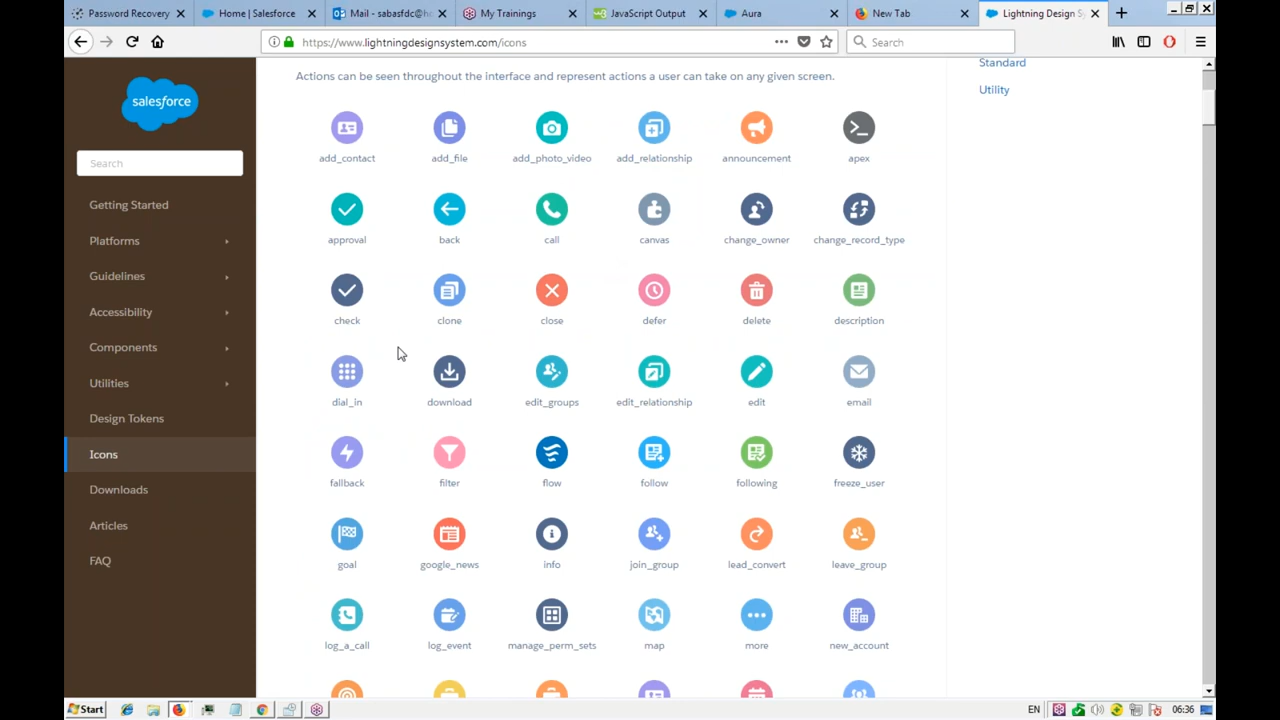 Password Recovery
Home | Salesforce
Mail - sabasfdc@h
My Trainings
JavaScript Output
Aura
New Tab
Lightning Design Sy
https://www.lightningdesignsystem.com/icons
Search
salesforce
Search
Getting Started
Platforms
Guidelines
Accessibility
Components
Utilities
Design Tokens
Icons
Downloads
Articles
FAQ
Actions can be seen throughout the interface and represent actions a user can take on any given screen.
Standard
Utility
add_contact add_file add_photo_video add_relationship announcement apex
approval back call canvas change_owner change_record_type
check clone close defer delete description
dial_in download edit_groups edit_relationship edit email
fallback filter flow follow following freeze_user
goal google_news info join_group lead_convert leave_group
log_a_call log_event manage_perm_sets map more new_account
Start
EN
06:36